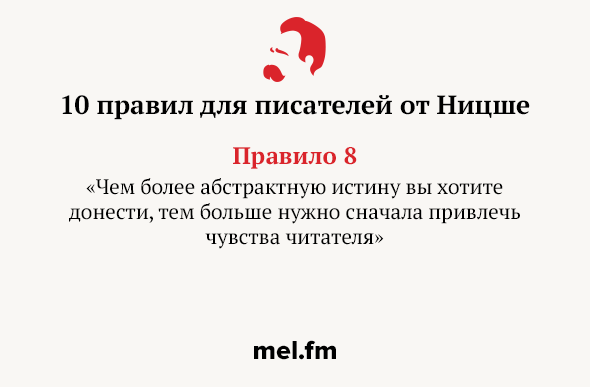 10 правил для писателей от Ницше
Правило 8
«Чем более абстрактную истину вы хотите
донести, тем больше нужно сначала привлечь
чувства читателя»
mel.fm